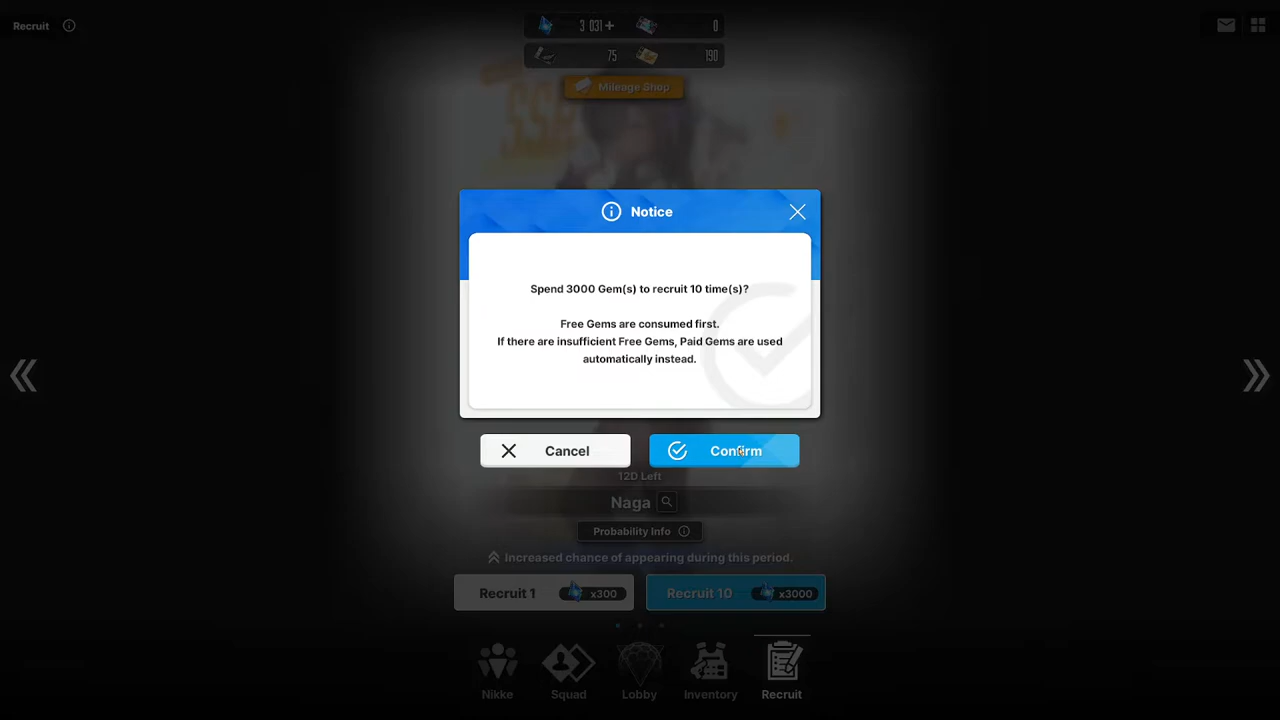 Recruit
3 031 +
0
75
190
Mileage Shop
SSR
Notice
Spend 3000 Gem(s) to recruit 10 time(s)?
Free Gems are consumed first.
If there are insufficient Free Gems, Paid Gems are used
automatically instead.
Cancel
Confirm
12D Left
Naga
Probability Info
Increased chance of appearing during this period.
Recruit 1
x300
Recruit 10
x3000
Nikke
Squad
Lobby
Inventory
Recruit